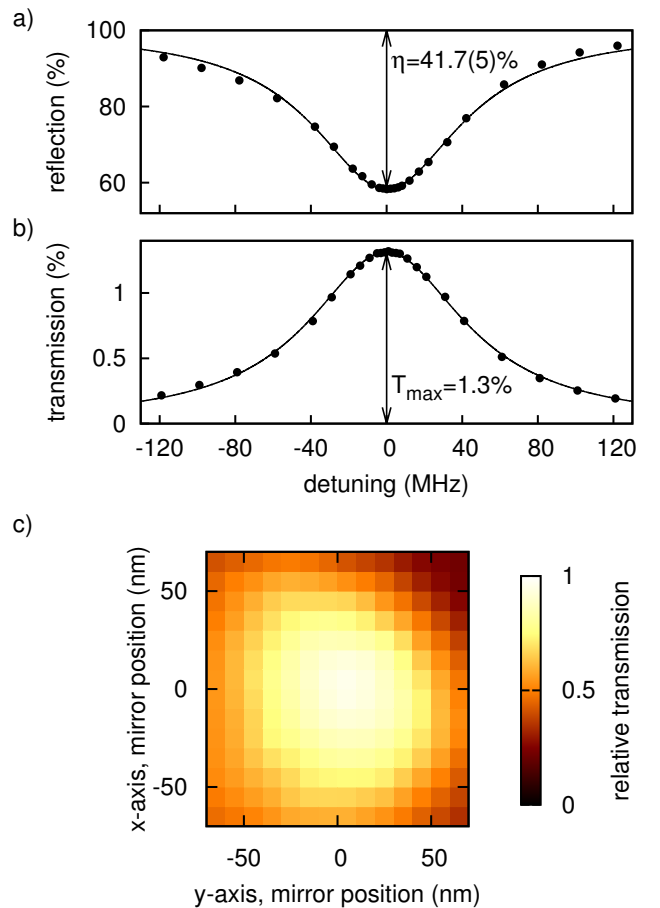 a)
100
80
60
reflection (%)
η=41.7(5)%
b)
1
0.5
0
transmission (%)
Tmax=1.3%
-120 -80 -40 0 40 80 120
detuning (MHz)
c)
50
0
-50
x-axis, mirror position (nm)
-50 0 50
y-axis, mirror position (nm)
1
0.5
0
relative transmission